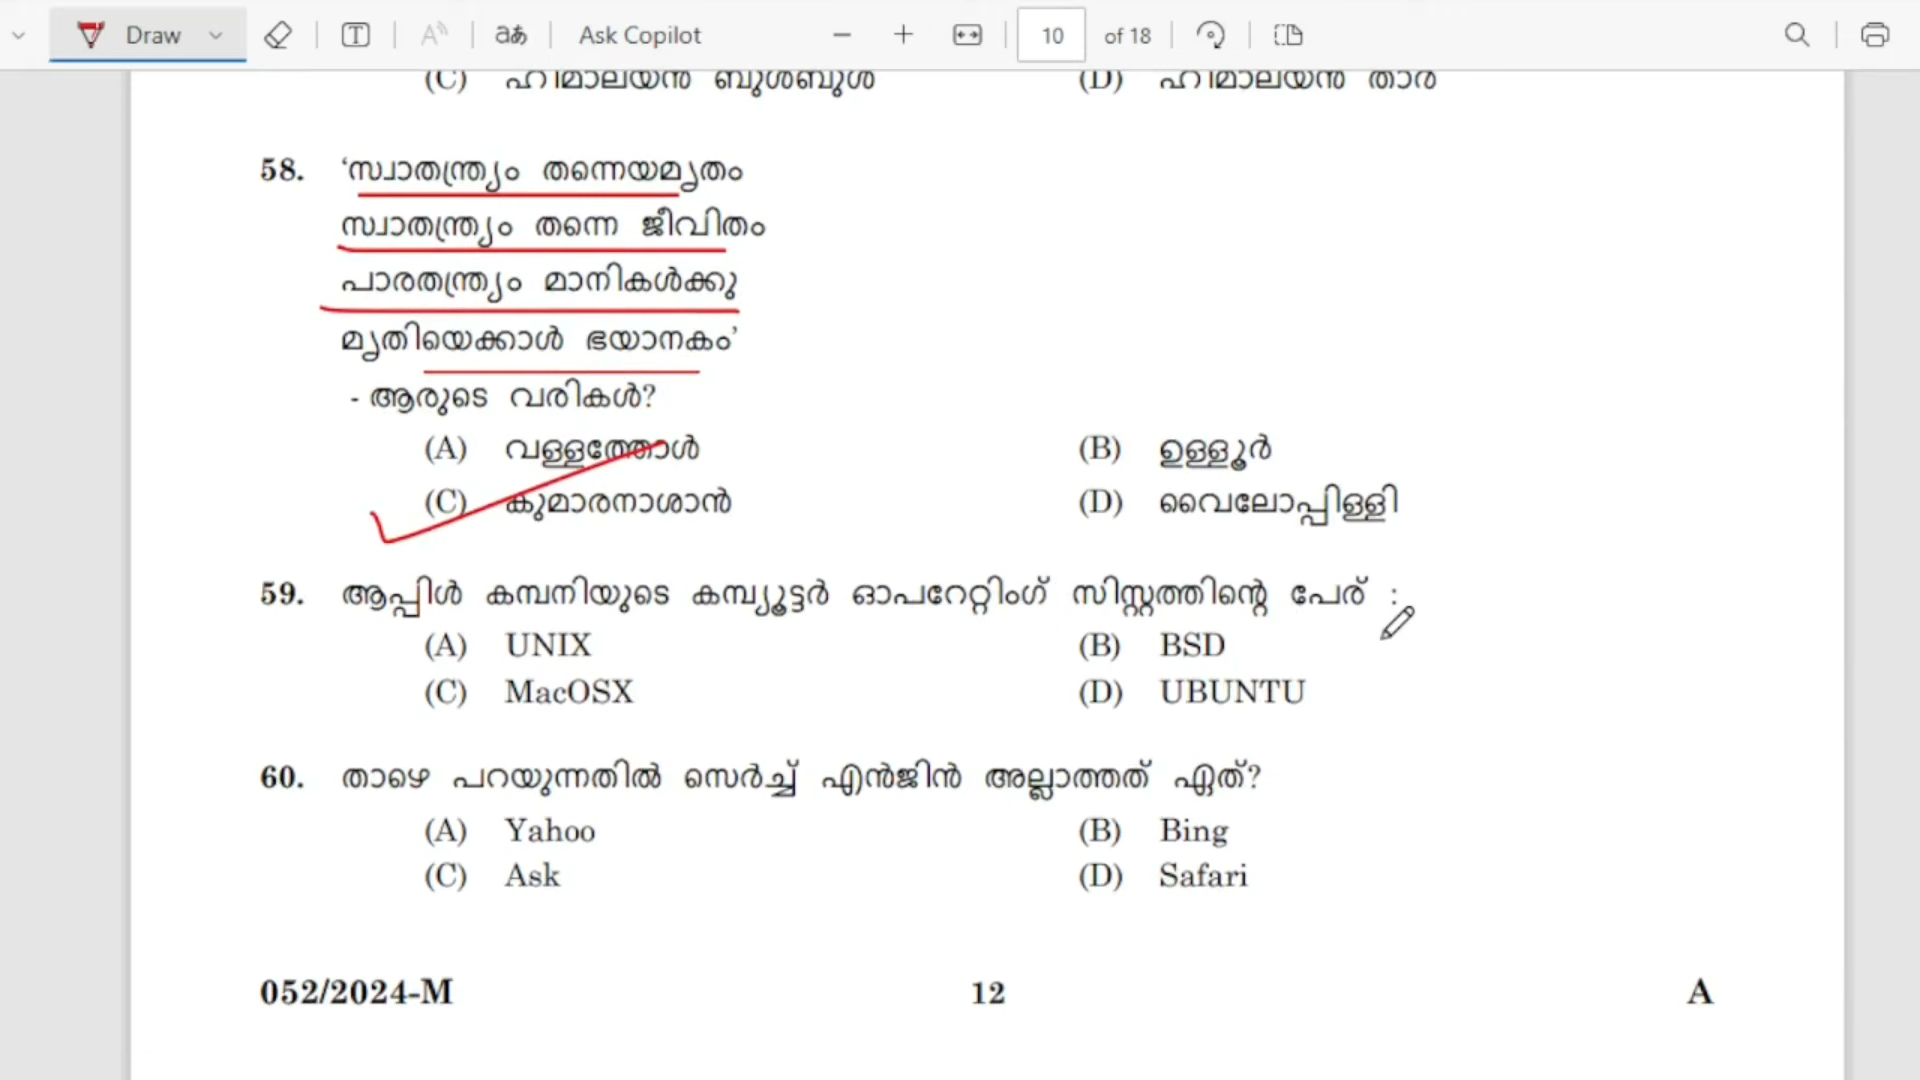 Draw
T
aあ
Ask Copilot
10 of 18
(C) ഹിമാലയൻ ബുൾബുൾ (D) ഹിമാലയൻ താർ
58. ‘സ്വാതന്ത്ര്യം തന്നെയമൃതം
സ്വാതന്ത്ര്യം തന്നെ ജീവിതം
പാരതന്ത്ര്യം മാനികൾക്കു
മൃതിയെക്കാൾ ഭയാനകം’
- ആരുടെ വരികൾ?
(A) വള്ളത്തോൾ (B) ഉള്ളൂർ
(C) കുമാരനാശാൻ (D) വൈലോപ്പിള്ളി
59. ആപ്പിൾ കമ്പനിയുടെ കമ്പ്യൂട്ടർ ഓപറേറ്റിംഗ് സിസ്റ്റത്തിന്റെ പേര് :
(A) UNIX (B) BSD
(C) MacOSX (D) UBUNTU
60. താഴെ പറയുന്നതിൽ സെർച്ച് എൻജിൻ അല്ലാത്തത് ഏത്?
(A) Yahoo (B) Bing
(C) Ask (D) Safari
052/2024-M 12 A